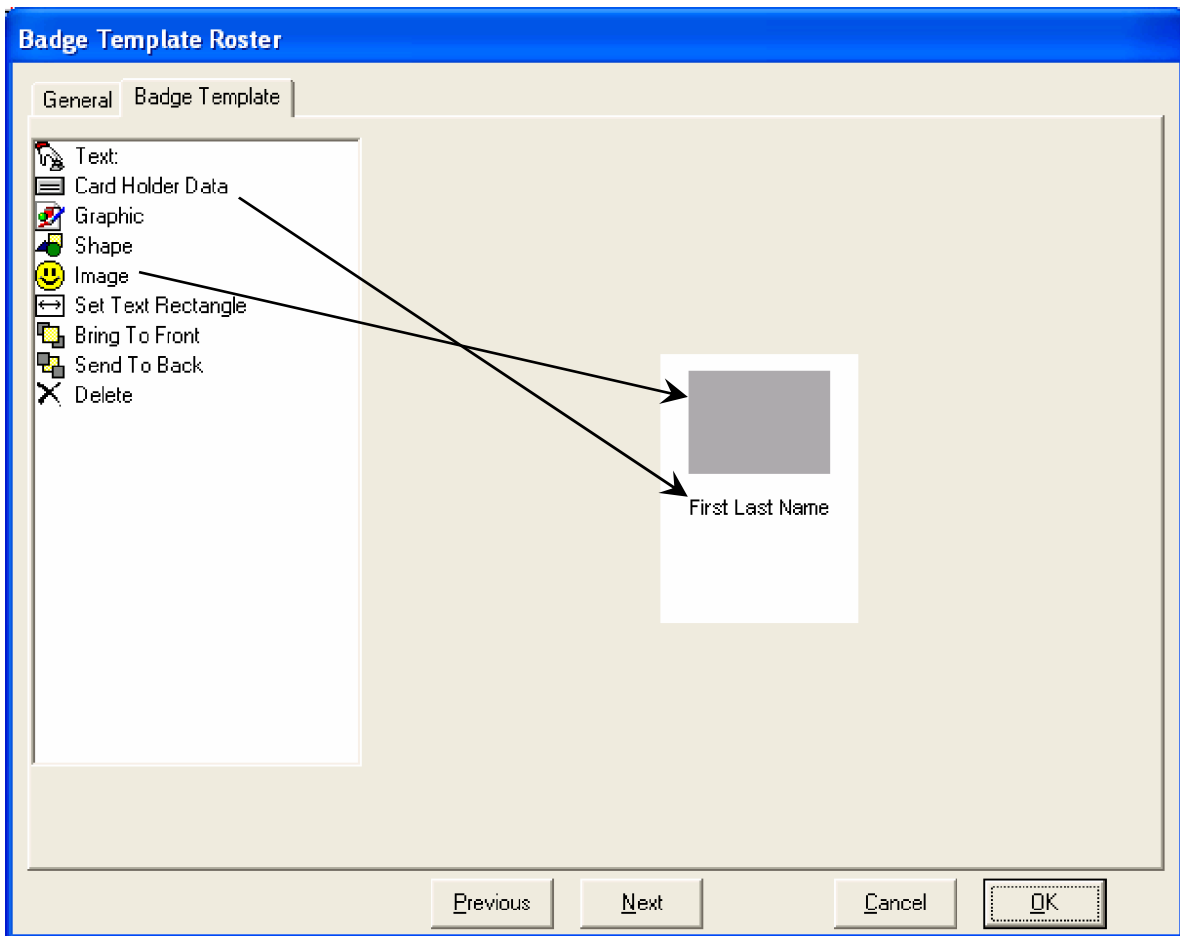 Badge Template Roster
General Badge Template
Text:
Card Holder Data
Graphic
Shape
Image
Set Text Rectangle
Bring To Front
Send To Back
Delete
First Last Name
Previous Next Cancel OK